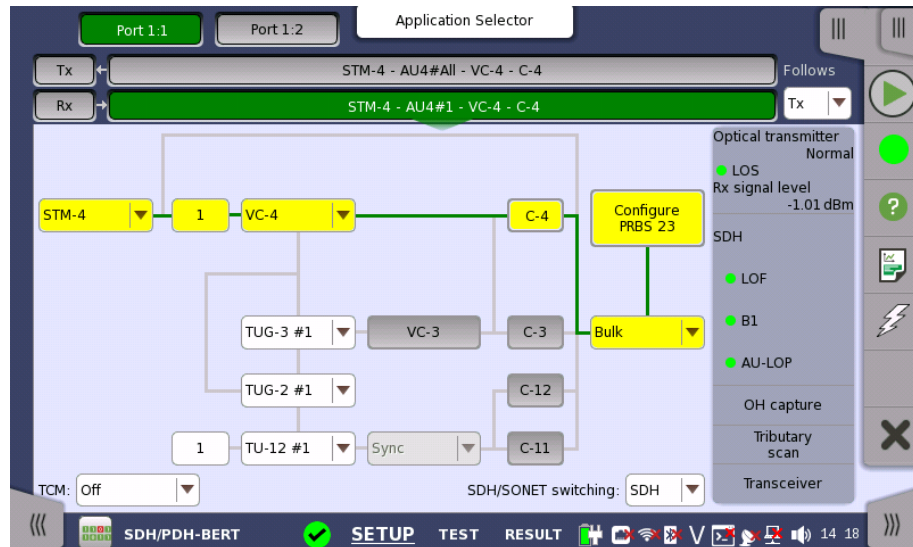 Port 1:1
Port 1:2
Application Selector
Tx
STM-4 - AU4#All - VC-4 - C-4
Follows
Rx
STM-4 - AU4#1 - VC-4 - C-4
Tx
Optical transmitter
Normal
LOS
Rx signal level
-1.01 dBm
STM-4
1
VC-4
C-4
Configure
PRBS 23
SDH
LOF
TUG-3 #1
VC-3
C-3
Bulk
B1
AU-LOP
TUG-2 #1
C-12
OH capture
1
TU-12 #1
Sync
C-11
Tributary
scan
TCM: Off
SDH/SONET switching: SDH
Transceiver
SDH/PDH-BERT
SETUP
TEST
RESULT
V
14 18